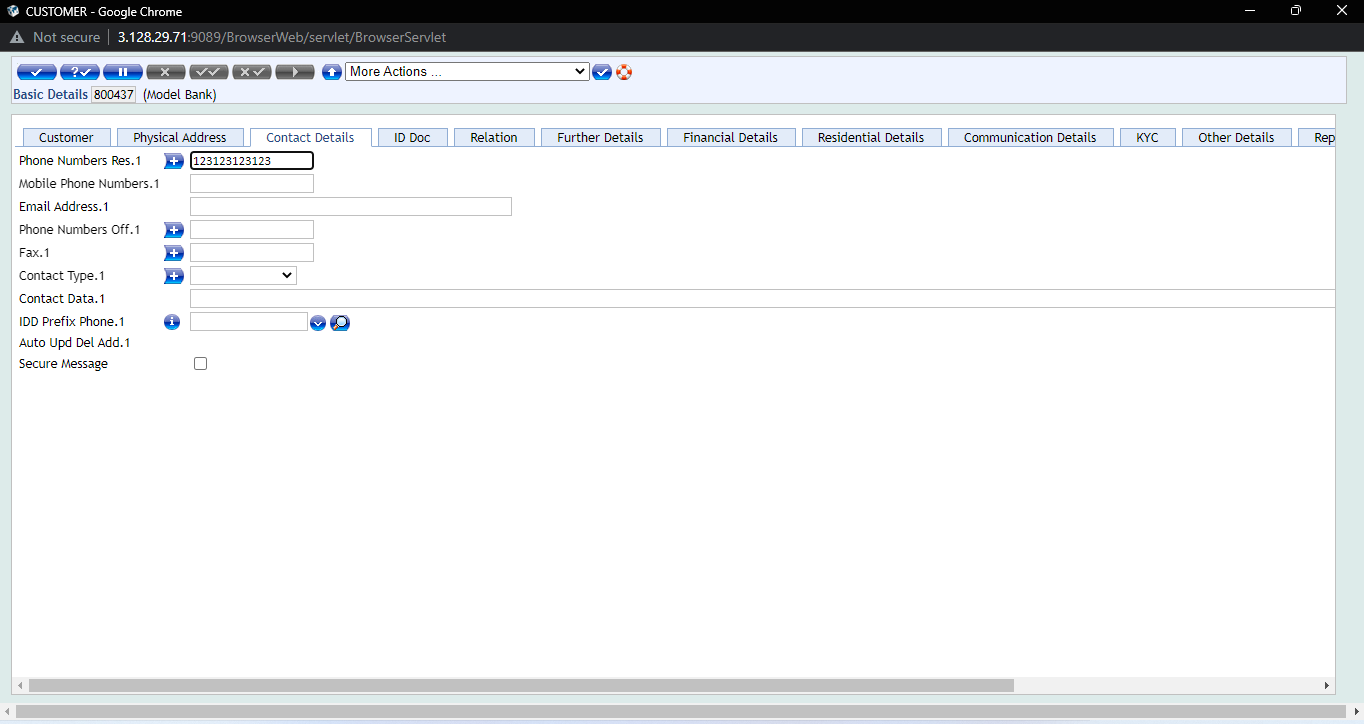 CUSTOMER - Google Chrome
Not secure 3.128.29.71:9089/BrowserWeb/servlet/BrowserServlet
More Actions ...
Basic Details 800437 (Model Bank)
Customer Physical Address Contact Details ID Doc Relation Further Details Financial Details Residential Details Communication Details KYC Other Details Rep
Phone Numbers Res.1 123123123123
Mobile Phone Numbers.1
Email Address.1
Phone Numbers Off.1
Fax.1
Contact Type.1
Contact Data.1
IDD Prefix Phone.1
Auto Upd Del Add.1
Secure Message